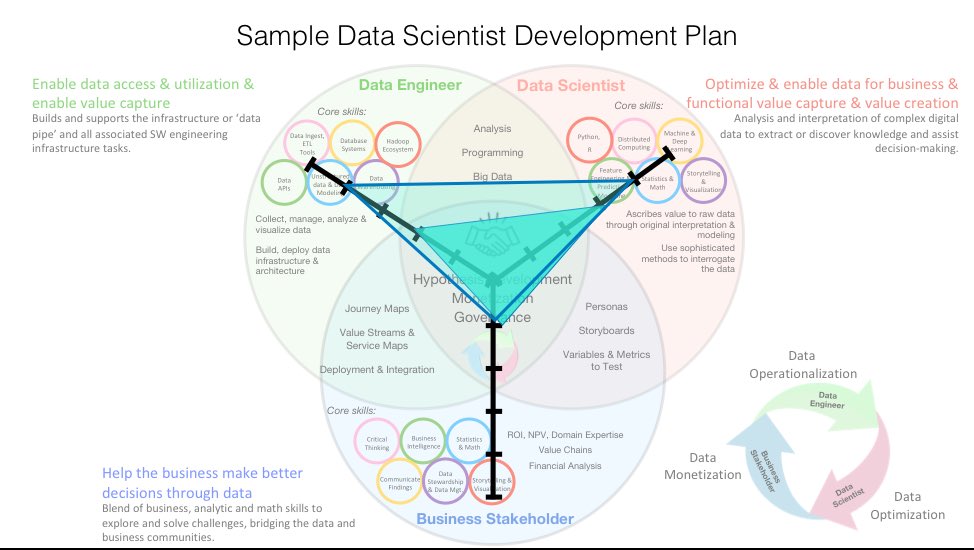 Sample Data Scientist Development Plan
Enable data access & utilization &
enable value capture
Builds and supports the infrastructure or ‘data
pipe’ and all associated SW engineering
infrastructure tasks.
Data Engineer
Core skills:
Data Ingest,
ETL
Tools
Database
Systems
Hadoop
Ecosystem
Data
APIs
data &
Data
Collect, manage, analyze &
visualize data
Build, deploy data
infrastructure &
architecture
Analysis
Programming
Big Data
Data Scientist
Core skills:
Python,
R
Distributed
Computing
Machine &
Deep
Learning
Feature
Engineering &
Statistics &
Math
Storytelling
&
Visualization
Ascribes value to raw data
through original interpretation &
modeling
Use sophisticated
methods to interrogate
the data
Optimize & enable data for business &
functional value capture & value creation
Analysis and interpretation of complex digital
data to extract or discover knowledge and assist
decision-making.
Hypothesis Development
Monetization
Governance
Journey Maps
Value Streams &
Service Maps
Deployment & Integration
Personas
Storyboards
Variables & Metrics
to Test
Core skills:
Critical
Thinking
Business
Intelligence
Statistics
& Math
Communicate
Findings
Data
Stewardship
& Data Mgt.
Storytelling &
Visualization
ROI, NPV, Domain Expertise
Value Chains
Financial Analysis
Business Stakeholder
Help the business make better
decisions through data
Blend of business, analytic and math skills to
explore and solve challenges, bridging the data and
business communities.
Data
Operationalization
Data
Engineer
Data
Monetization
Business
Stakeholder
Data
Scientist
Data
Optimization